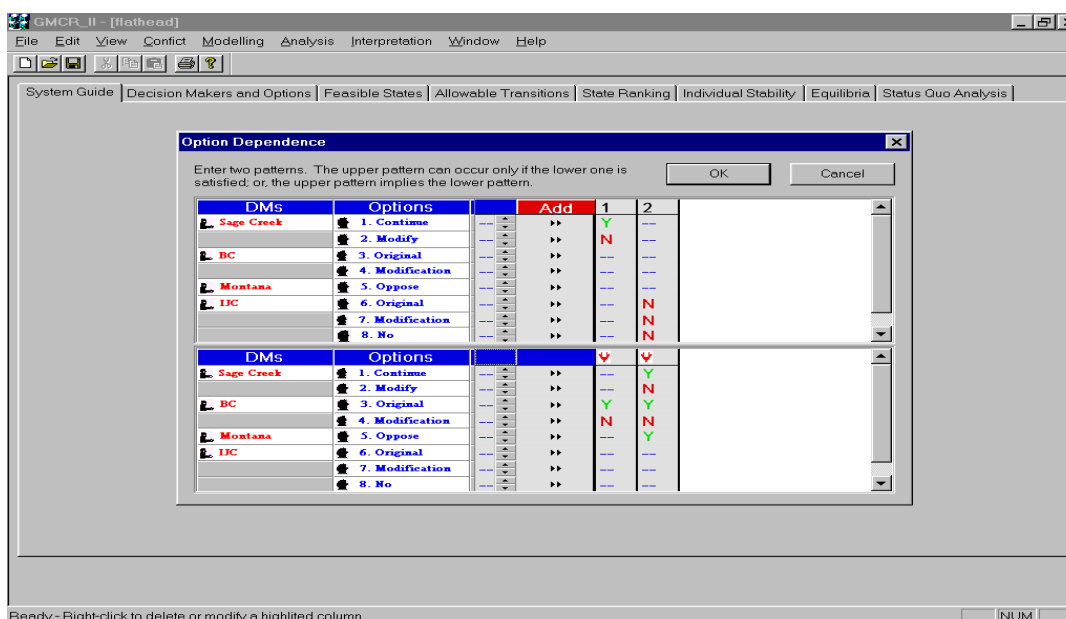 GMCR_II - [flathead]
File Edit View Confict Modelling Analysis Interpretation Window Help
System Guide Decision Makers and Options Feasible States Allowable Transitions State Ranking Individual Stability Equilibria Status Quo Analysis
Option Dependence
Enter two patterns. The upper pattern can occur only if the lower one is
satisfied; or, the upper pattern implies the lower pattern.
OK Cancel
DMs Options Add 1 2
Sage Creek 1. Continue -- Y --
2. Modify -- N --
BC 3. Original -- -- --
4. Modification -- -- --
Montana 5. Oppose -- -- --
IJC 6. Original -- -- N
7. Modification -- -- N
8. No -- -- N
DMs Options
Sage Creek 1. Continue -- -- Y
2. Modify -- -- N
BC 3. Original -- Y Y
4. Modification -- N N
Montana 5. Oppose -- -- Y
IJC 6. Original -- -- --
7. Modification -- -- --
8. No -- -- --
Ready - Right-click to delete or modify a highlited column
NUM